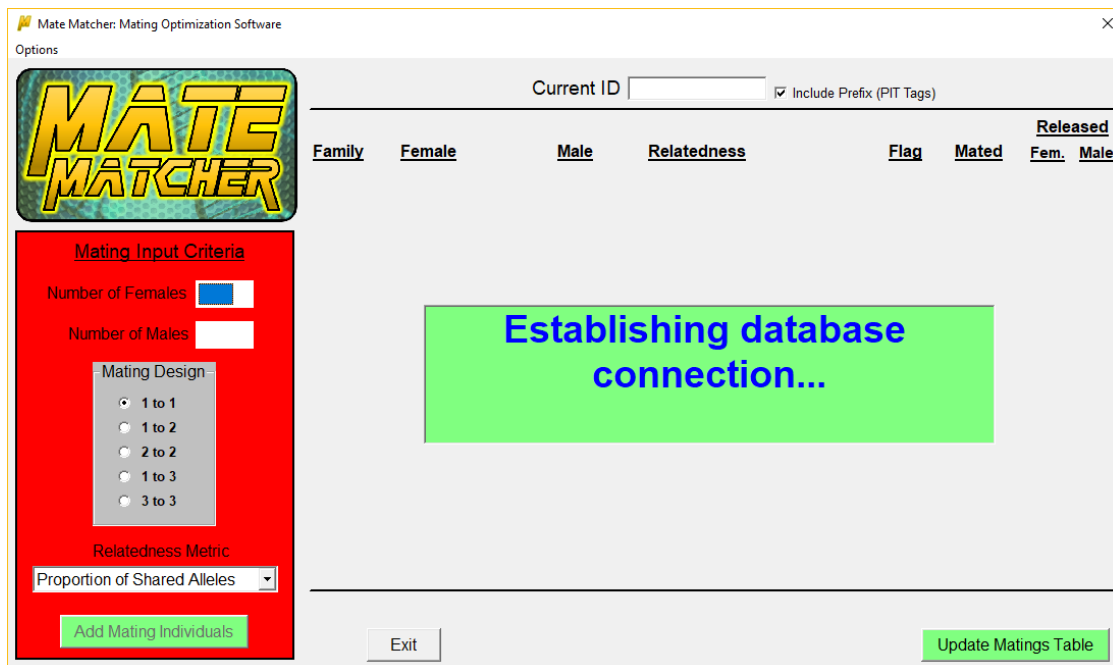 Mate Matcher: Mating Optimization Software
Options
MATE
MATCHER
Current ID
Include Prefix (PIT Tags)
Released
Family Female Male Relatedness Flag Mated Fem. Male
Mating Input Criteria
Number of Females
Number of Males
Mating Design
1 to 1
1 to 2
2 to 2
1 to 3
3 to 3
Relatedness Metric
Proportion of Shared Alleles
Add Mating Individuals
Establishing database
connection...
Exit
Update Matings Table